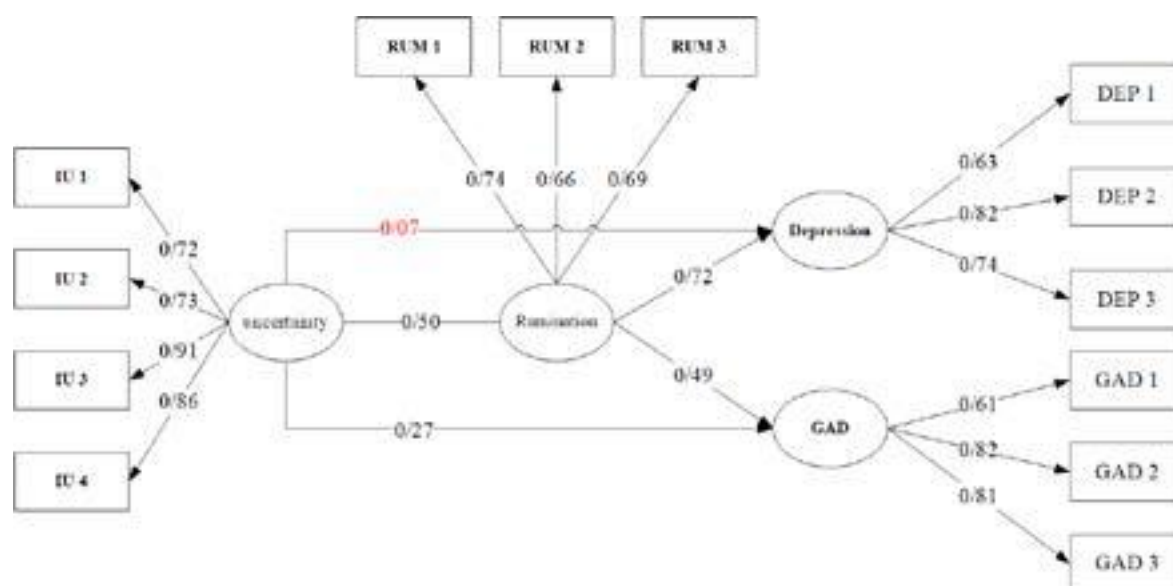 RUM 1
RUM 2
RUM 3
DEP 1
IU 1
0/63
0/74
0/66
0/69
DEP 2
0/82
0/07
Depression
0/72
IU 2
0/74
0/72
DEP 3
0/73
uncertainity
0/50
Rumination
0/91
IU 3
0/49
GAD 1
0/86
0/61
0/27
GAD
0/82
GAD 2
IU 4
0/81
GAD 3